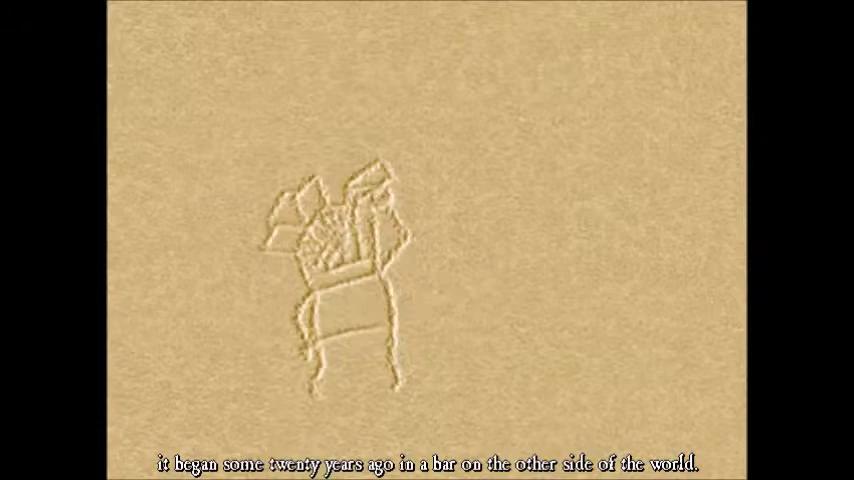 it began some twenty years ago in a bar on the other side of the world.